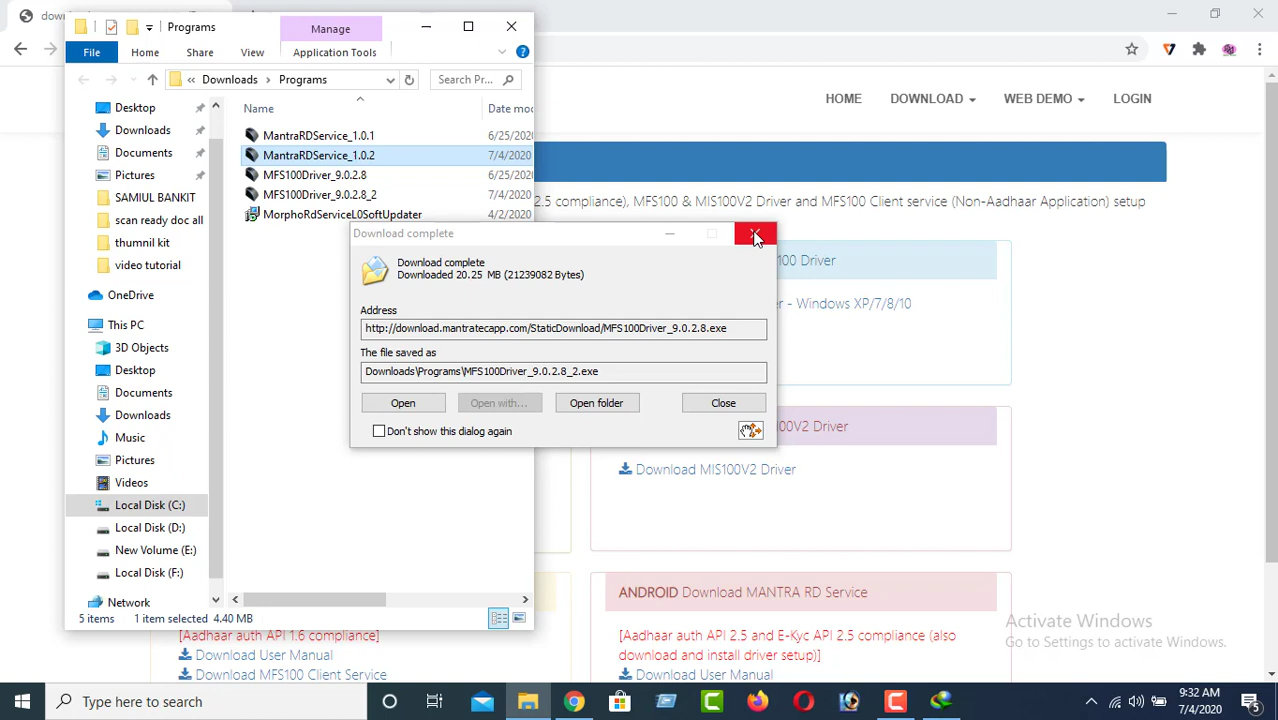 dow
Programs
Manage
File
Home
Share
View
Application Tools
« Downloads > Programs
Search Pr...
HOME
DOWNLOAD
WEB DEMO
LOGIN
Name
Date mo
Desktop
Downloads
Documents
Pictures
SAMIUL BANKIT
scan ready doc all
thumnil kit
video tutorial
OneDrive
This PC
3D Objects
Desktop
Documents
Downloads
Music
Pictures
Videos
Local Disk (C:)
Local Disk (D:)
New Volume (E:)
Local Disk (F:)
Network
MantraRDService_1.0.1
6/25/202
MantraRDService_1.0.2
7/4/2020
MFS100Driver_9.0.2.8
6/25/202
MFS100Driver_9.0.2.8_2
7/4/2020
MorphoRdServiceL0SoftUpdater
4/2/2020
5 items
1 item selected 4.40 MB
2.5 compliance), MFS100 & MIS100V2 Driver and MFS100 Client service (Non-Aadhaar Application) setup
Download complete
Download complete
Downloaded 20.25 MB (21239082 Bytes)
Address
http://download.mantratecapp.com/StaticDownload/MFS100Driver_9.0.2.8.exe
The file saved as
Downloads\Programs\MFS100Driver_9.0.2.8_2.exe
Open
Open with...
Open folder
Close
Don't show this dialog again
100 Driver
er - Windows XP/7/8/10
100V2 Driver
Download MIS100V2 Driver
ANDROID Download MANTRA RD Service
[Aadhaar auth API 1.6 compliance]
Download User Manual
Download MFS100 Client Service
[Aadhaar auth API 2.5 and E-Kyc API 2.5 compliance (also
download and install driver setup)]
Download User Manual
Activate Windows
Go to Settings to activate Windows.
Type here to search
9:32 AM
7/4/2020
5